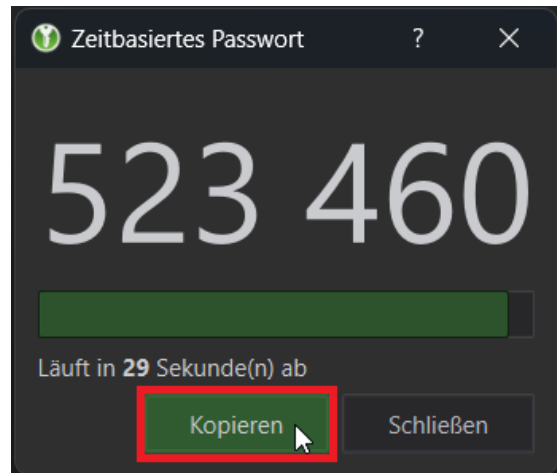 Zeitbasiertes Passwort ?
523 460
Läuft in 29 Sekunde(n) ab
Kopieren Schließen